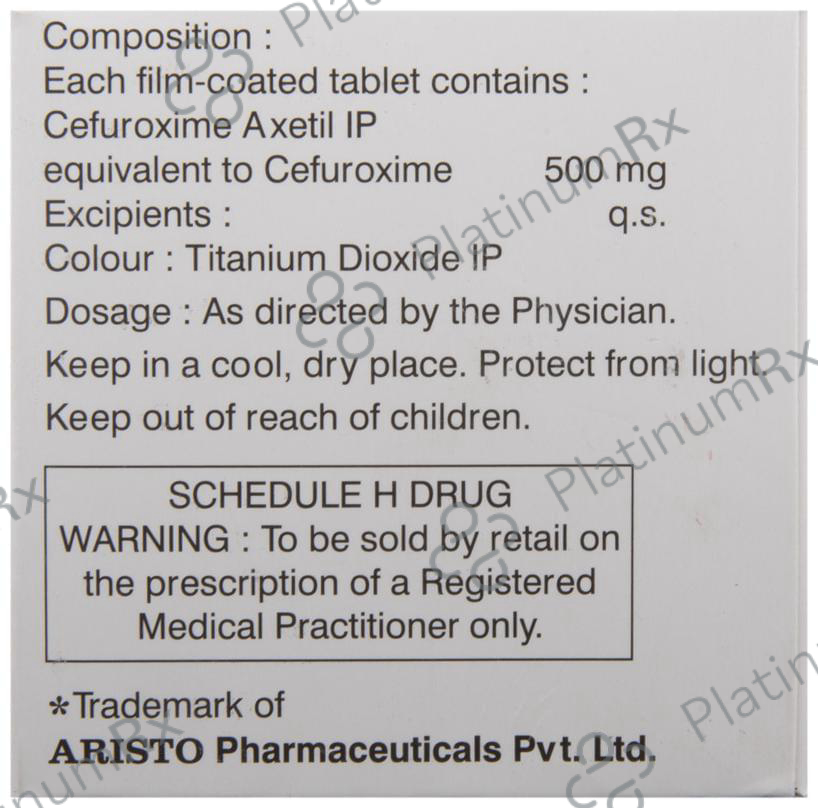 Composition :
Each film-coated tablet contains :
Cefuroxime Axetil IP
equivalent to Cefuroxime 500 mg
Excipients : q.s.
Colour : Titanium Dioxide IP
Dosage : As directed by the Physician.
Keep in a cool, dry place. Protect from light.
Keep out of reach of children.
SCHEDULE H DRUG
WARNING : To be sold by retail on
the prescription of a Registered
Medical Practitioner only.
*Trademark of
ARISTO Pharmaceuticals Pvt. Ltd.
PlatinumRx
PlatinumRx